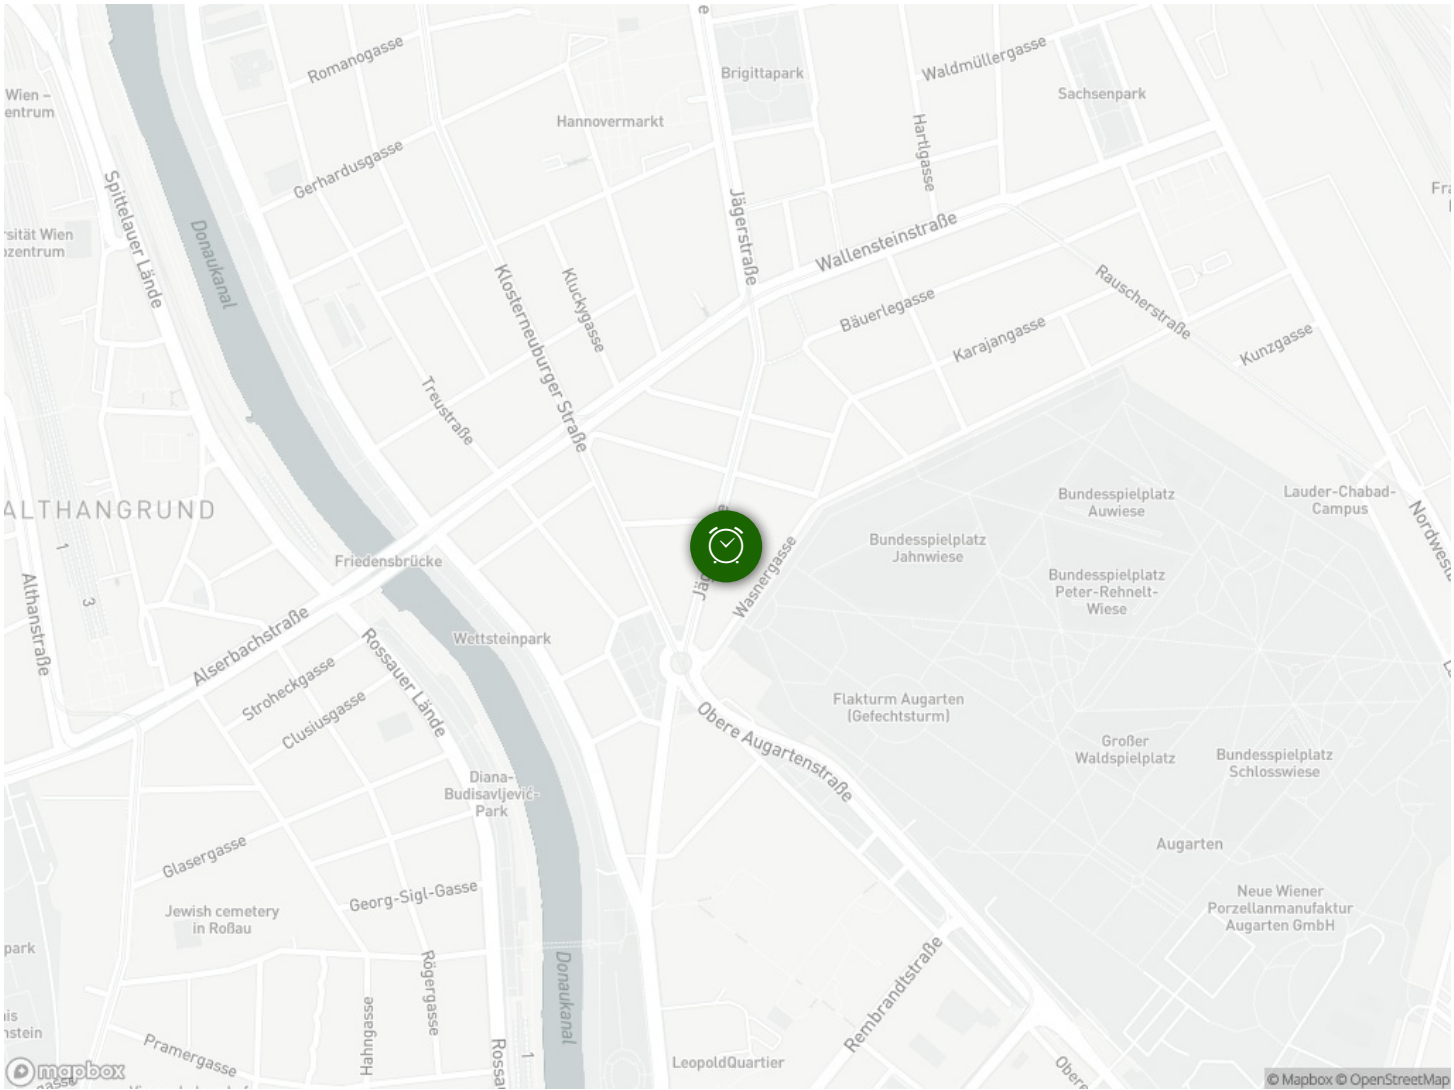 Romanogasse
Waldmüllergasse
Brigittapark
Sachsenpark
Wien –
entrum
Hannovermarkt
Hartlgasse
Gerhardusgasse
Spittelauer Lände
Jägerstraße
Wallensteinstraße
rsität Wien
zentrum
Donaukanal
Klosterneuburger Straße
Kluckygasse
Rauscherstraße
Bäuerlegasse
Karajangasse
Kunzgasse
Treustraße
ALTHANGRUND
Bundesspielplatz
Auwiese
Lauder-Chabad-
Campus
Bundesspielplatz
Jahnwiese
Friedensbrücke
1
3
Althanstraße
Wasnergasse
Bundesspielplatz
Peter-Rehnelt-
Wiese
Alserbachstraße
Wettsteinpark
Rossauer Lände
Stroheckgasse
Clusiusgasse
Flakturm Augarten
(Gefechtsturm)
Obere Augartenstraße
Großer
Waldspielplatz
Bundesspielplatz
Schlosswiese
Diana-
Budisavljević-
Park
Glasergasse
Augarten
Georg-Sigl-Gasse
Neue Wiener
Porzellanmanufaktur
Augarten GmbH
Jewish cemetery
in Roßau
park
Rögergasse
Donaukanal
Rembrandtstraße
Hahngasse
Pramergasse
1
LeopoldQuartier
Obere
mapbox
© Mapbox © OpenStreetMap